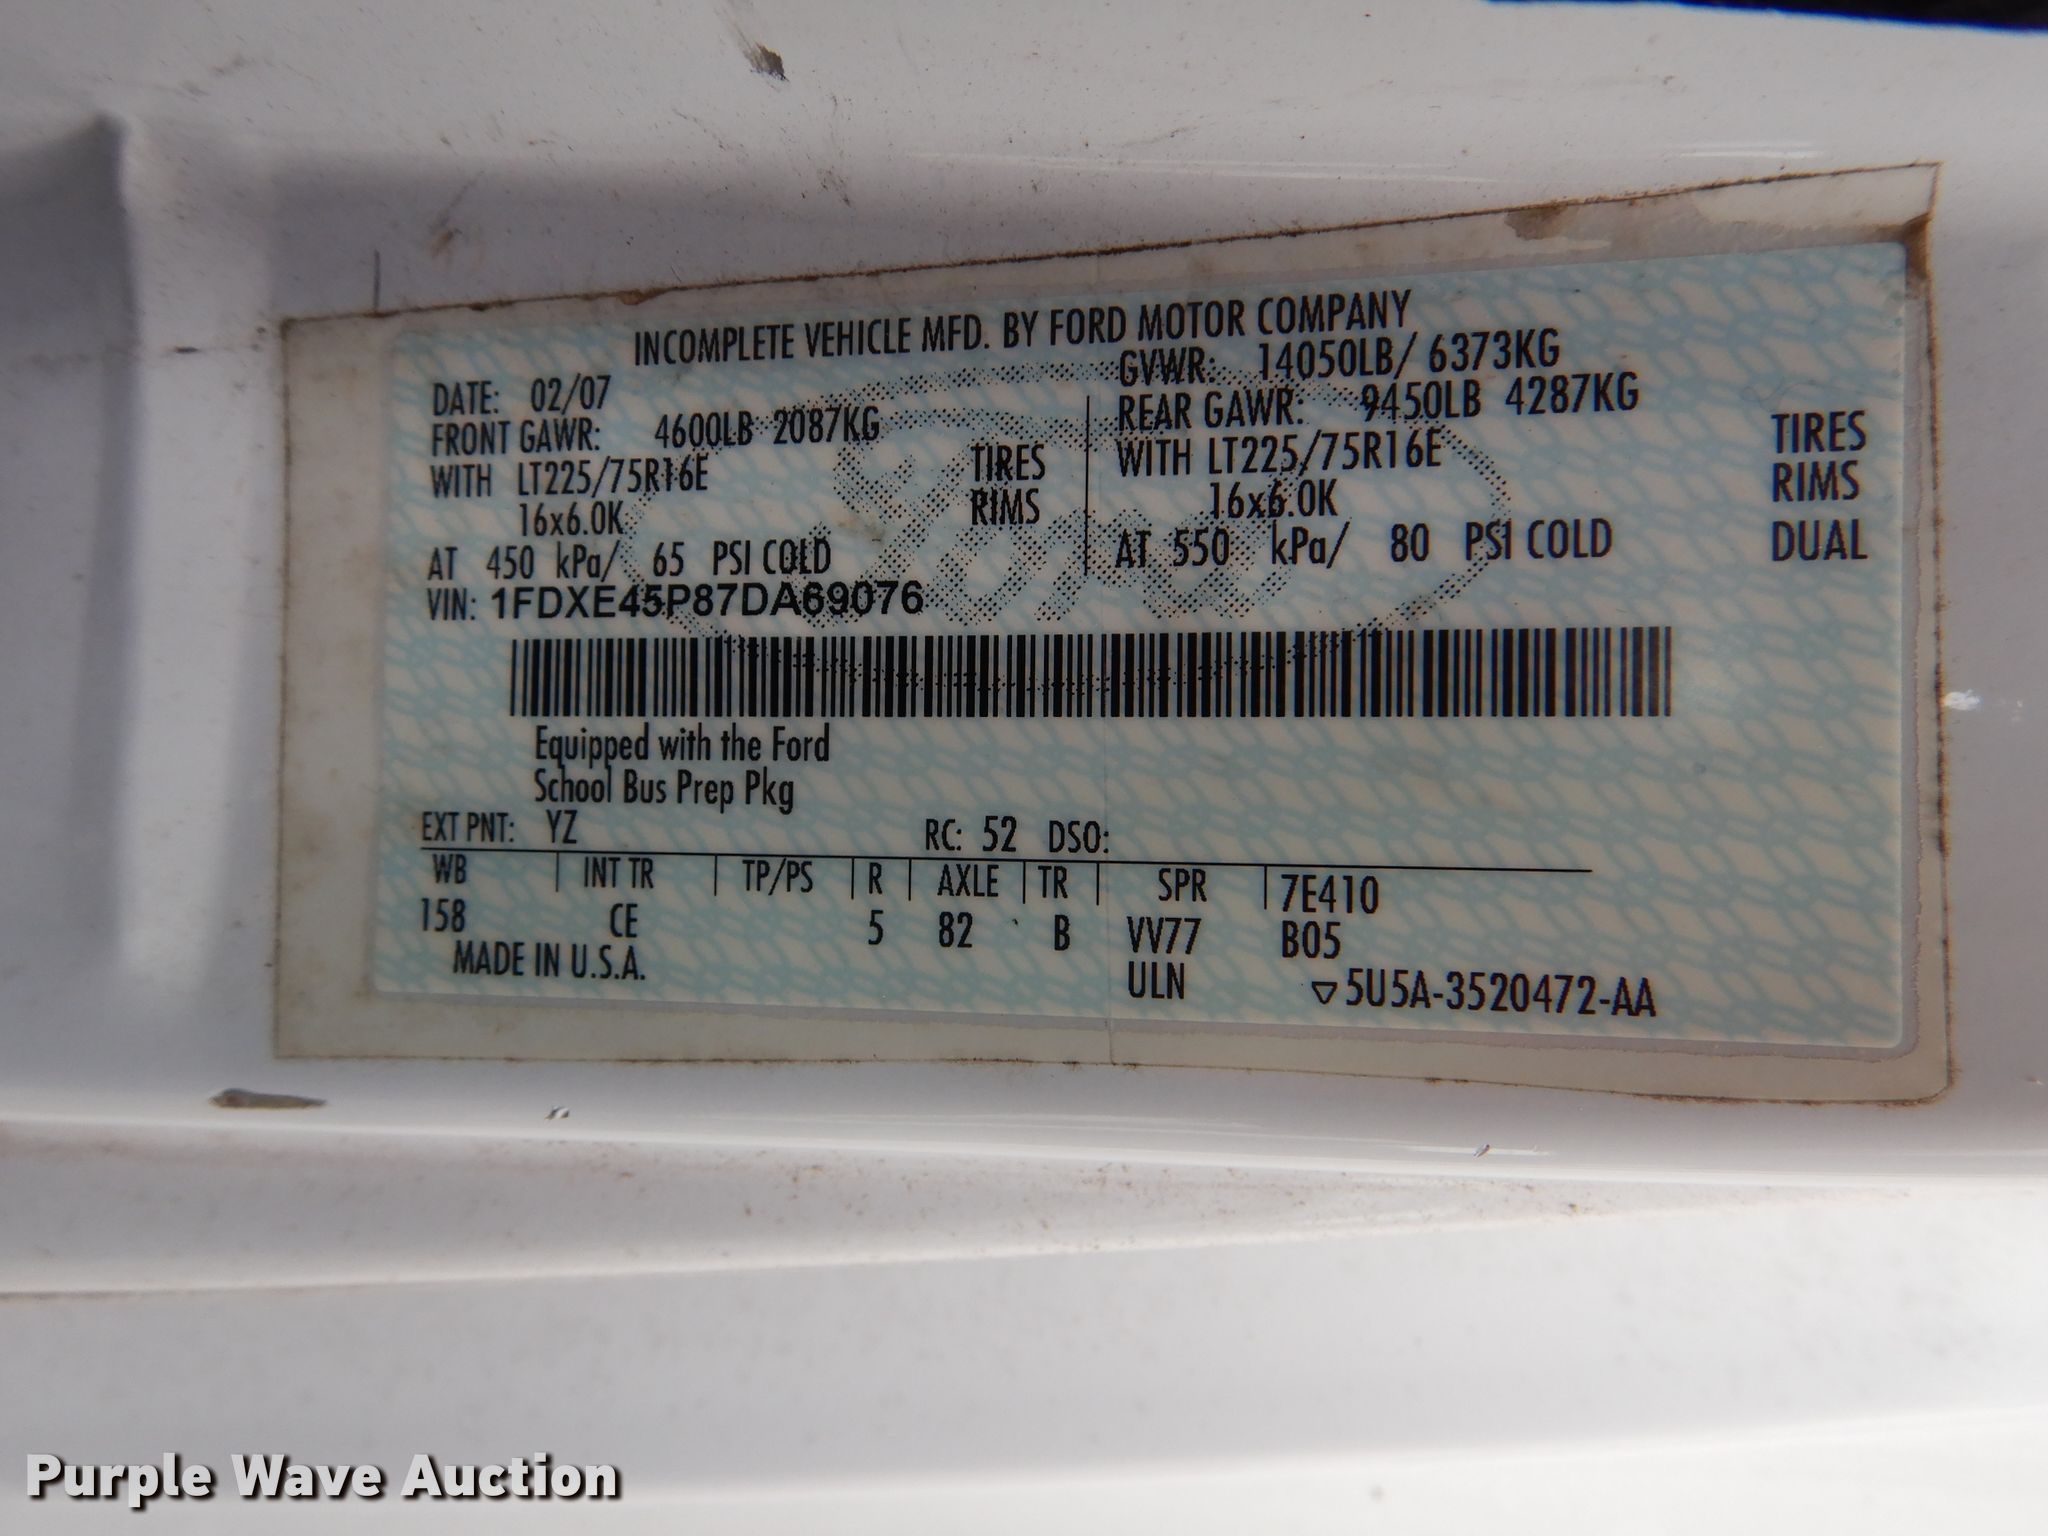 INCOMPLETE VEHICLE MFD. BY FORD MOTOR COMPANY
DATE: 02/07 GVWR: 14050LB/ 6373KG
FRONT GAWR: 4600LB 2087KG REAR GAWR: 9450LB 4287KG
WITH LT225/75R16E TIRES WITH LT225/75R16E TIRES
16x6.0K RIMS 16x6.0K RIMS
AT 450 kPa/ 65 PSI COLD AT 550 kPa/ 80 PSI COLD DUAL
VIN: 1FDXE45P87DA69076
Ford
Equipped with the Ford
School Bus Prep Pkg
EXT PNT: YZ RC: 52 DSO:
WB | INT TR | TP/PS | R | AXLE | TR | SPR | 7E410
158 CE 5 82 B VV77 B05
MADE IN U.S.A. ULN ▽5U5A-3520472-AA
Purple Wave Auction